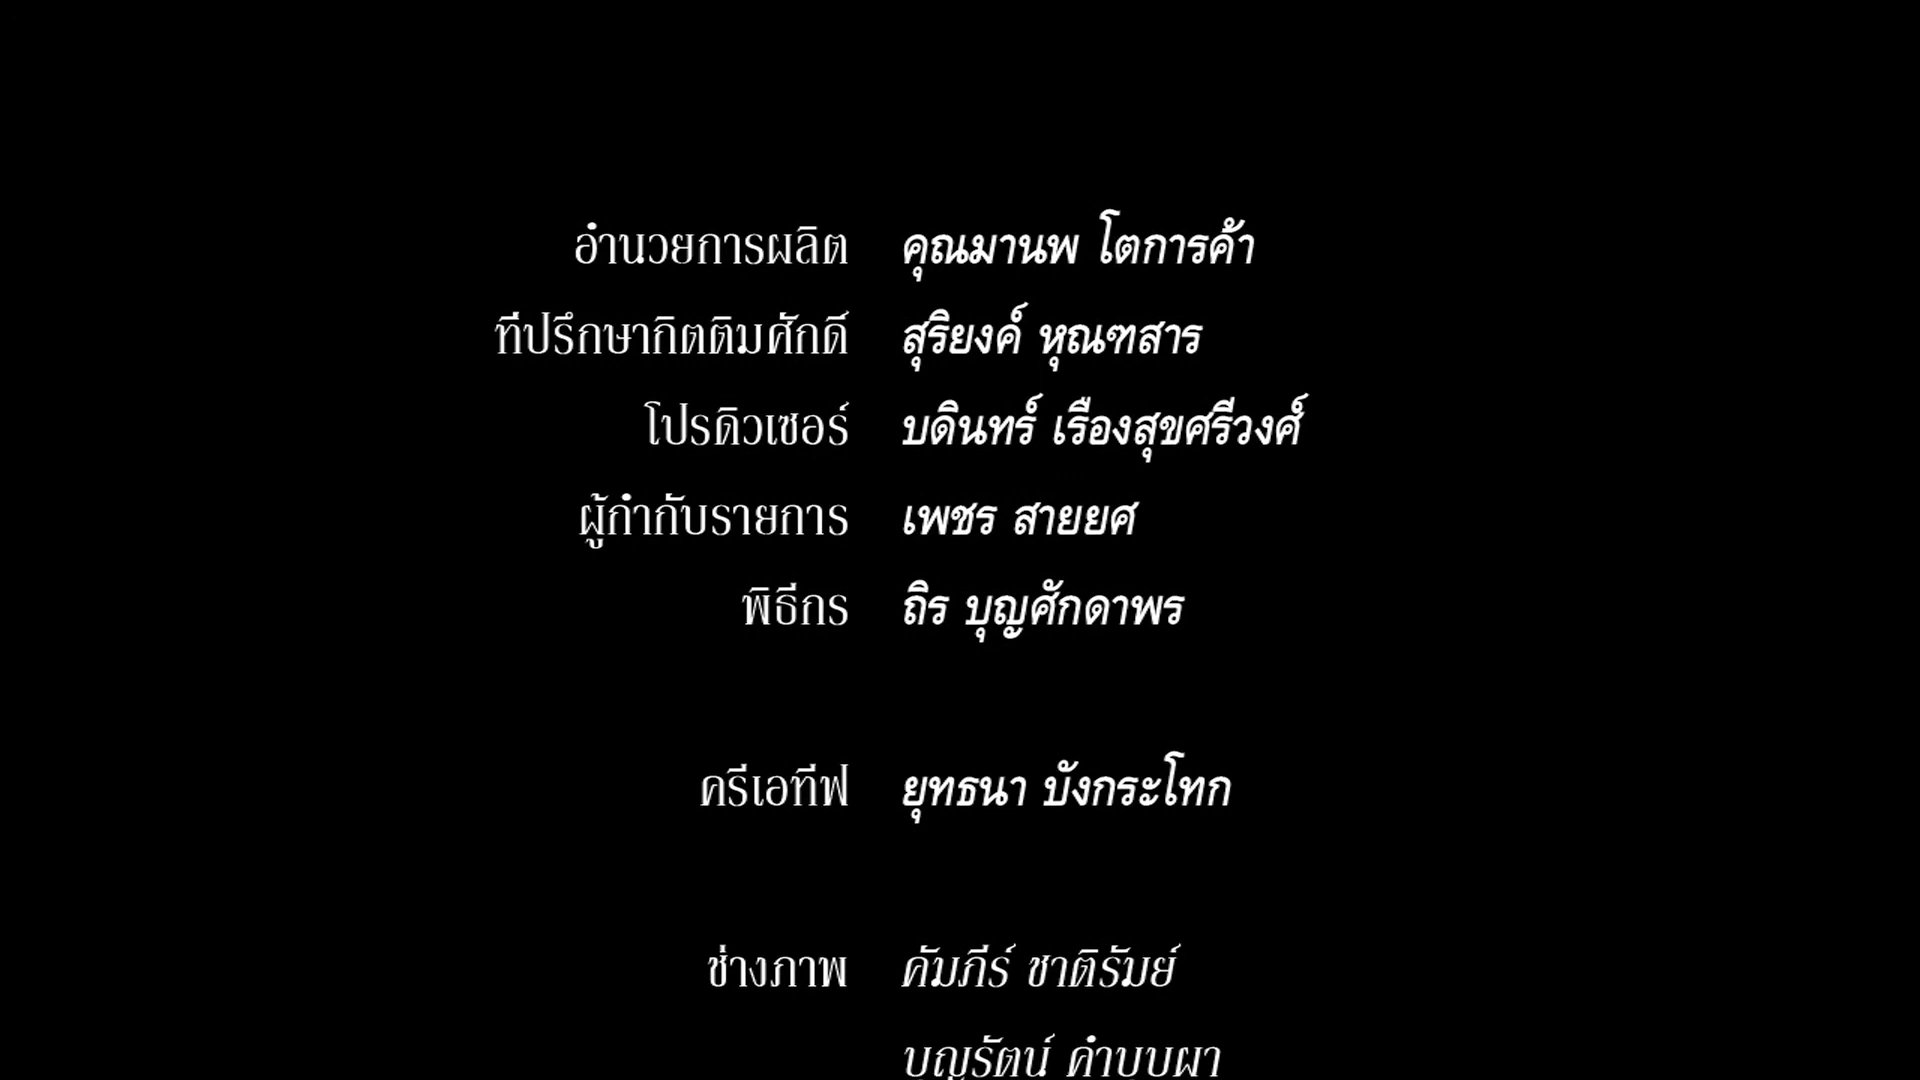 อำนวยการผลิต คุณมานพ โตการค้า
ที่ปรึกษากิตติมศักดิ์ สุริยงค์ หุณฑสาร
โปรดิวเซอร์ บดินทร์ เรืองสุขศรีวงศ์
ผู้กำกับรายการ เพชร สายยศ
พิธีกร ถิร บุญศักดาพร
ครีเอทีฟ ยุทธนา บังกระโทก
ช่างภาพ คัมภีร์ ชาติรัมย์
บุญรัตน์ คำบุบผา